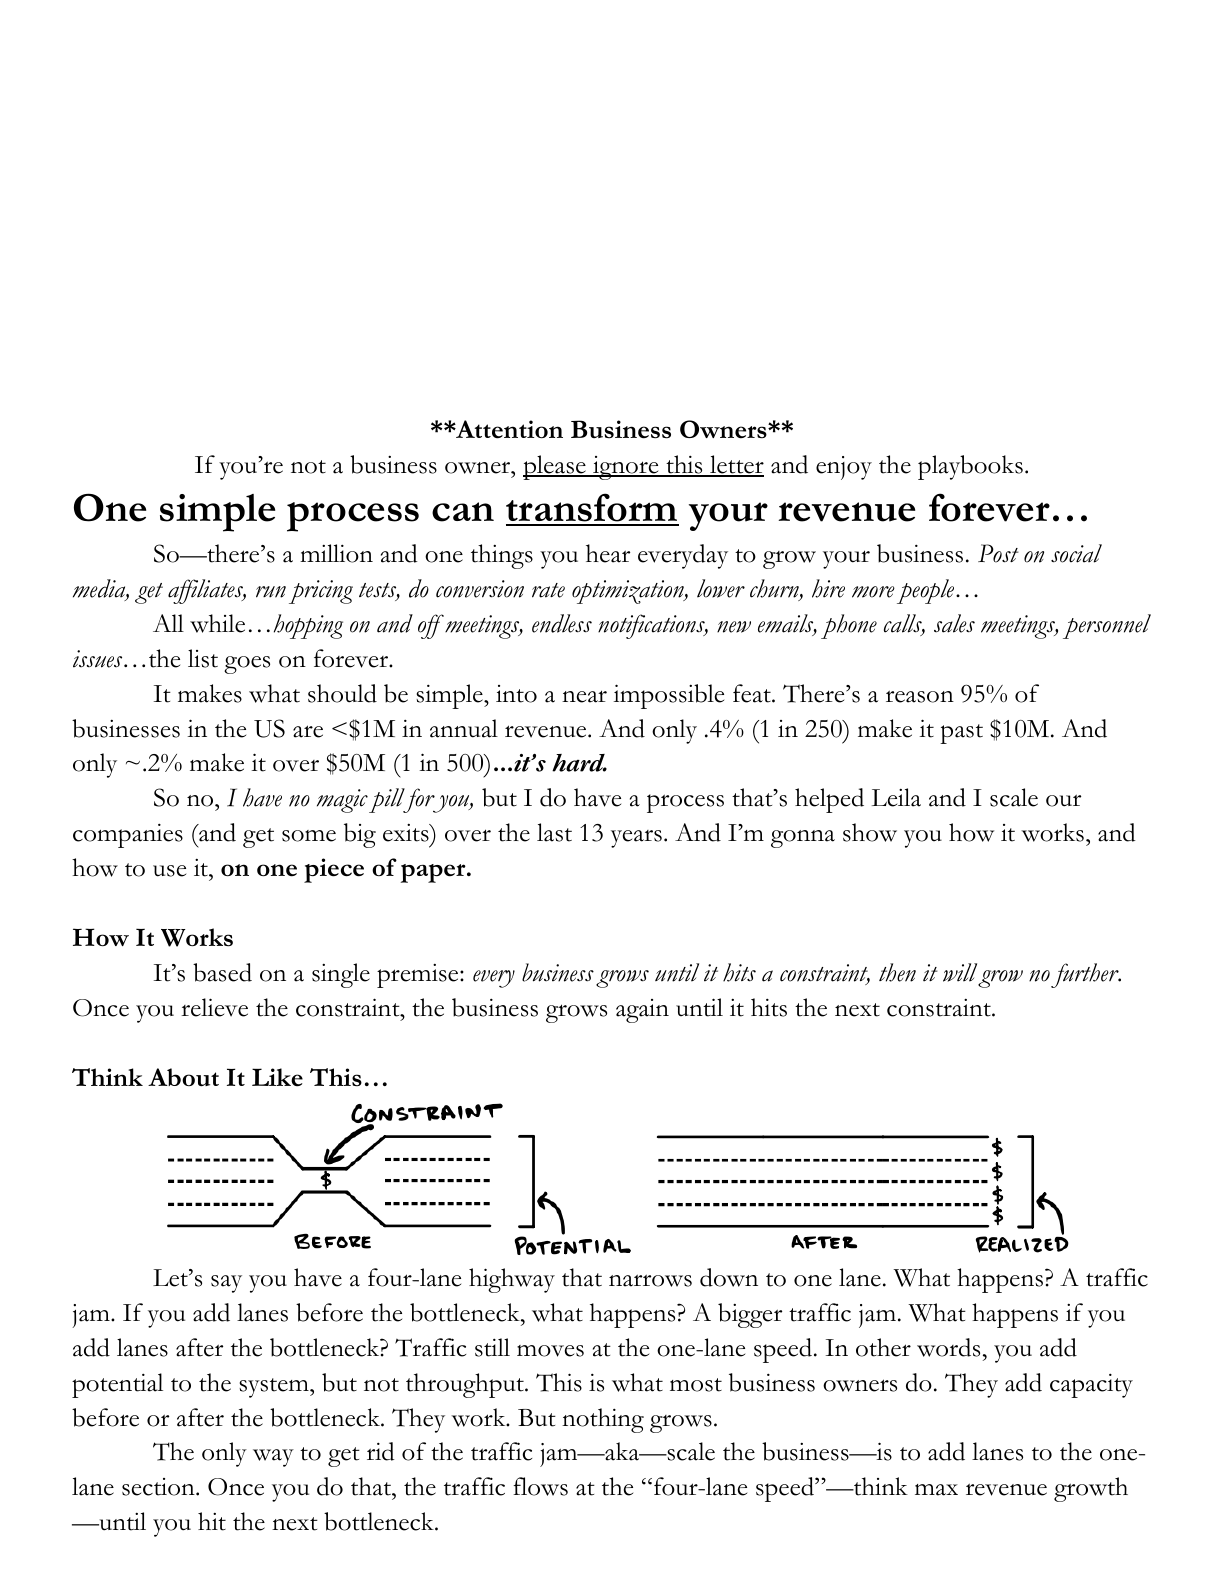 **Attention Business Owners**
If you’re not a business owner, please ignore this letter and enjoy the playbooks.
One simple process can transform your revenue forever…
So—there’s a million and one things you hear everyday to grow your business. Post on social
media, get affiliates, run pricing tests, do conversion rate optimization, lower churn, hire more people…
All while…hopping on and off meetings, endless notifications, new emails, phone calls, sales meetings, personnel
issues…the list goes on forever.
It makes what should be simple, into a near impossible feat. There’s a reason 95% of
businesses in the US are <$1M in annual revenue. And only .4% (1 in 250) make it past $10M. And
only ~.2% make it over $50M (1 in 500)...it’s hard.
So no, I have no magic pill for you, but I do have a process that’s helped Leila and I scale our
companies (and get some big exits) over the last 13 years. And I’m gonna show you how it works, and
how to use it, on one piece of paper.
How It Works
It’s based on a single premise: every business grows until it hits a constraint, then it will grow no further.
Once you relieve the constraint, the business grows again until it hits the next constraint.
Think About It Like This…
CONSTRAINT
$
BEFORE
POTENTIAL
$
$
$
$
AFTER
REALIZED
Let’s say you have a four-lane highway that narrows down to one lane. What happens? A traffic
jam. If you add lanes before the bottleneck, what happens? A bigger traffic jam. What happens if you
add lanes after the bottleneck? Traffic still moves at the one-lane speed. In other words, you add
potential to the system, but not throughput. This is what most business owners do. They add capacity
before or after the bottleneck. They work. But nothing grows.
The only way to get rid of the traffic jam—aka—scale the business—is to add lanes to the one-
lane section. Once you do that, the traffic flows at the “four-lane speed”—think max revenue growth
—until you hit the next bottleneck.